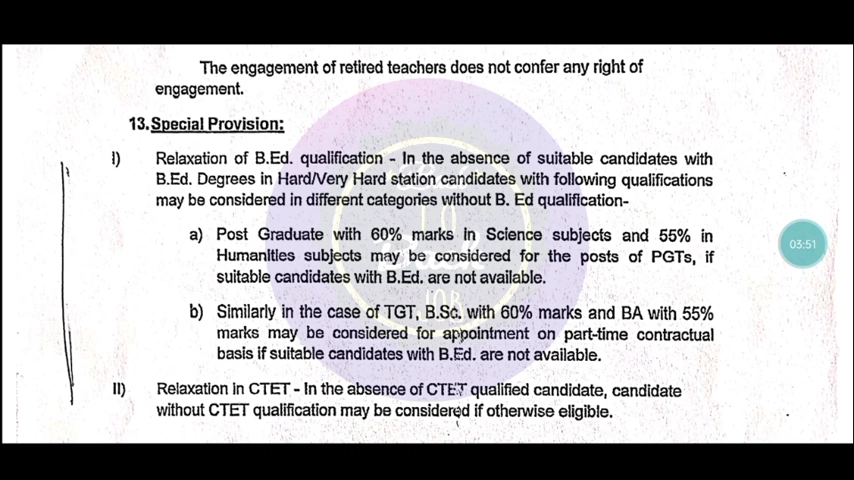 The engagement of retired teachers does not confer any right of
engagement.
13. Special Provision:
I) Relaxation of B.Ed. qualification - In the absence of suitable candidates with
B.Ed. Degrees in Hard/Very Hard station candidates with following qualifications
may be considered in different categories without B. Ed qualification-
a) Post Graduate with 60% marks in Science subjects and 55% in
Humanities subjects may be considered for the posts of PGTs, if
suitable candidates with B.Ed. are not available.
03:51
b) Similarly in the case of TGT, B.Sc. with 60% marks and BA with 55%
marks may be considered for appointment on part-time contractual
basis if suitable candidates with B.Ed. are not available.
II) Relaxation in CTET - In the absence of CTET qualified candidate, candidate
without CTET qualification may be considered if otherwise eligible.
TO
JOB